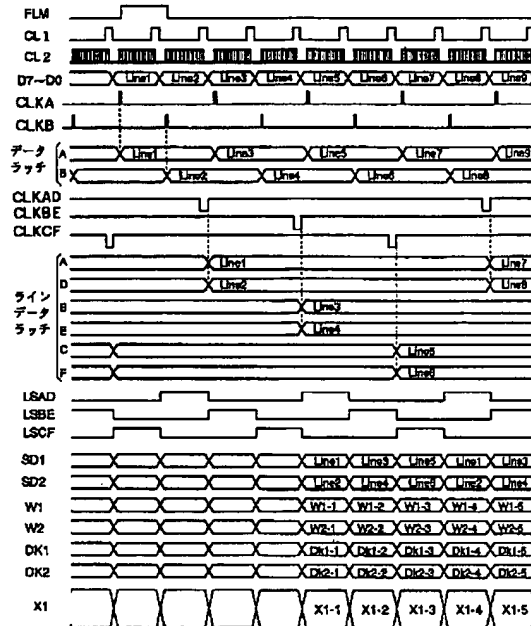 FLM
CL1
CL2
D7~D0 Line1 Line2 Line3 Line4 Line5 Line6 Line7 Line8 Line9
CLKA
CLKB
データ
ラッチ
A Line1 Line3 Line5 Line7 Line9
B Line2 Line4 Line6 Line8
CLKAD
CLKBE
CLKCF
ライン
データ
ラッチ
A Line1 Line7
D Line2 Line8
B Line3
E Line4
C Line5
F Line6
LSAD
LSBE
LSCF
SD1 Line1 Line3 Line5 Line1 Line3
SD2 Line2 Line4 Line6 Line2 Line4
W1 W1-1 W1-2 W1-3 W1-4 W1-5
W2 W2-1 W2-2 W2-3 W2-4 W2-5
DK1 Dk1-1 Dk1-2 Dk1-3 Dk1-4 Dk1-5
DK2 Dk2-1 Dk2-2 Dk2-3 Dk2-4 Dk2-5
X1 X1-1 X1-2 X1-3 X1-4 X1-5